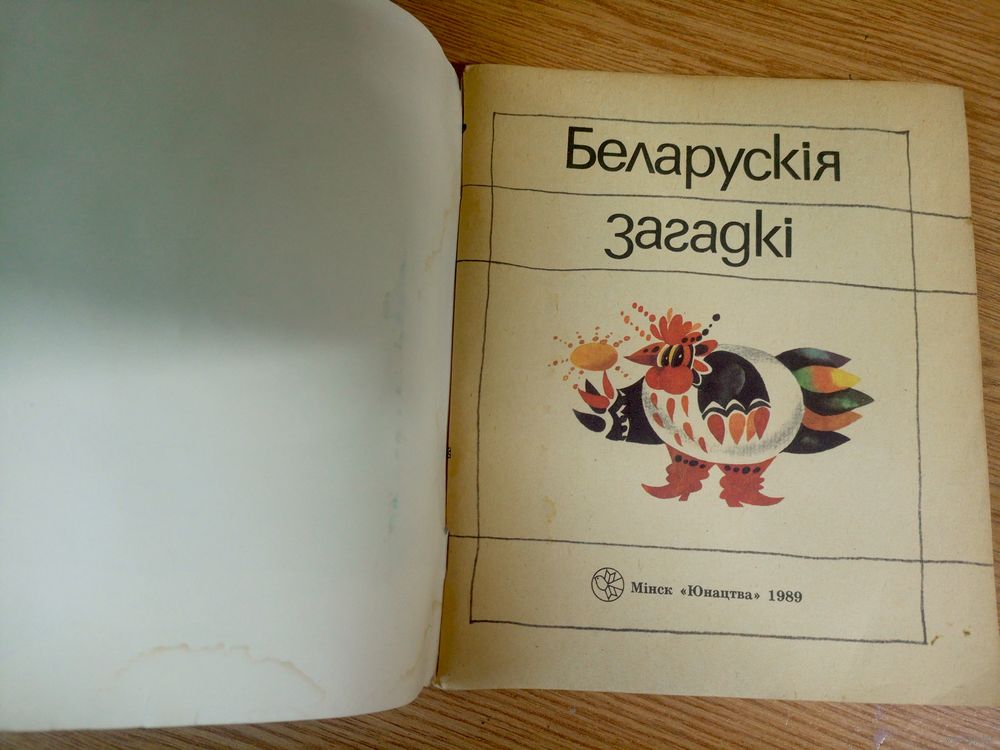 Беларускія
загадкі
Мінск «Юнацтва» 1989